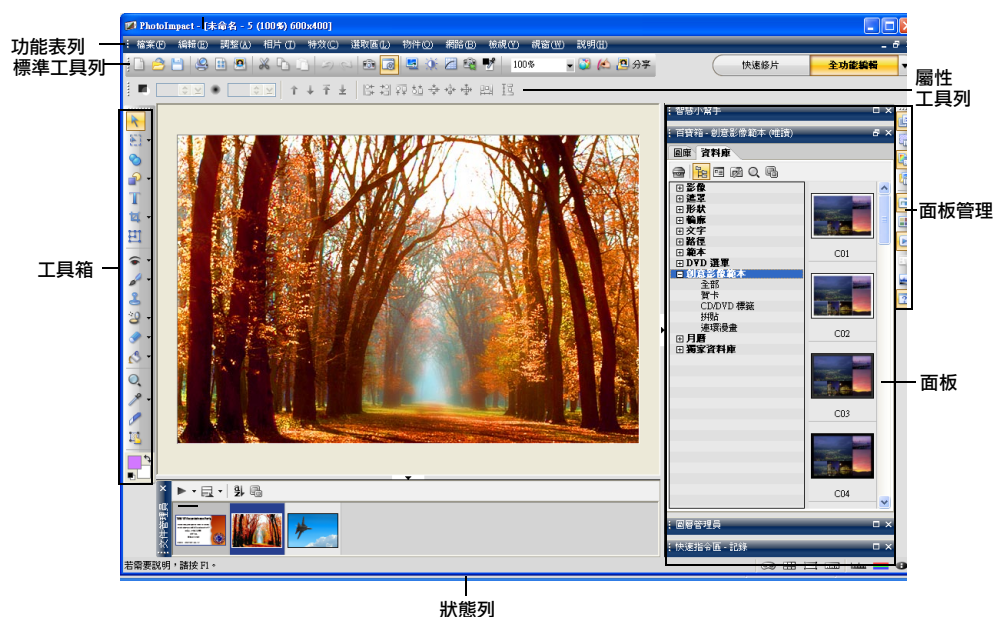 PhotoImpact - [未命名 - 5 (100%) 600x400]
功能表列
檔案(F) 編輯(E) 調整(A) 相片(I) 特效(C) 選取區(L) 物件(O) 網路(B) 檢視(V) 視窗(W) 說明(H)
標準工具列
100%
分享
快速修片
全功能編輯
屬性
工具列
智慧小幫手
百寶箱 - 創意影像範本 (唯讀)
圖庫 資料庫
影像
遮罩
形狀
輪廓
文字
路徑
範本
DVD 選單
創意影像範本
全部
賀卡
CD/DVD 標籤
拼貼
連環漫畫
月曆
獨家資料庫
C01
C02
C03
C04
面板管理
工具箱
面板
文件管理員
圖層管理員
快速指令區 - 記錄
若需要說明，請按 F1。
狀態列